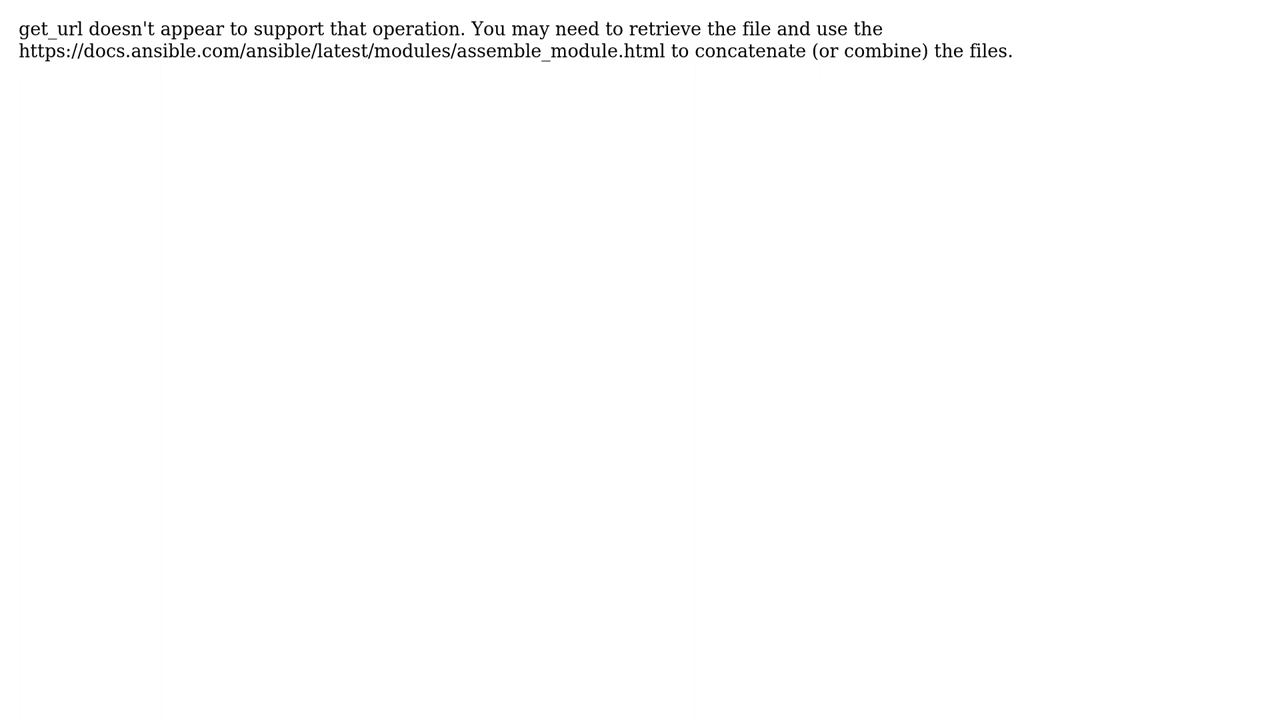 get_url doesn't appear to support that operation. You may need to retrieve the file and use the
https://docs.ansible.com/ansible/latest/modules/assemble_module.html to concatenate (or combine) the files.